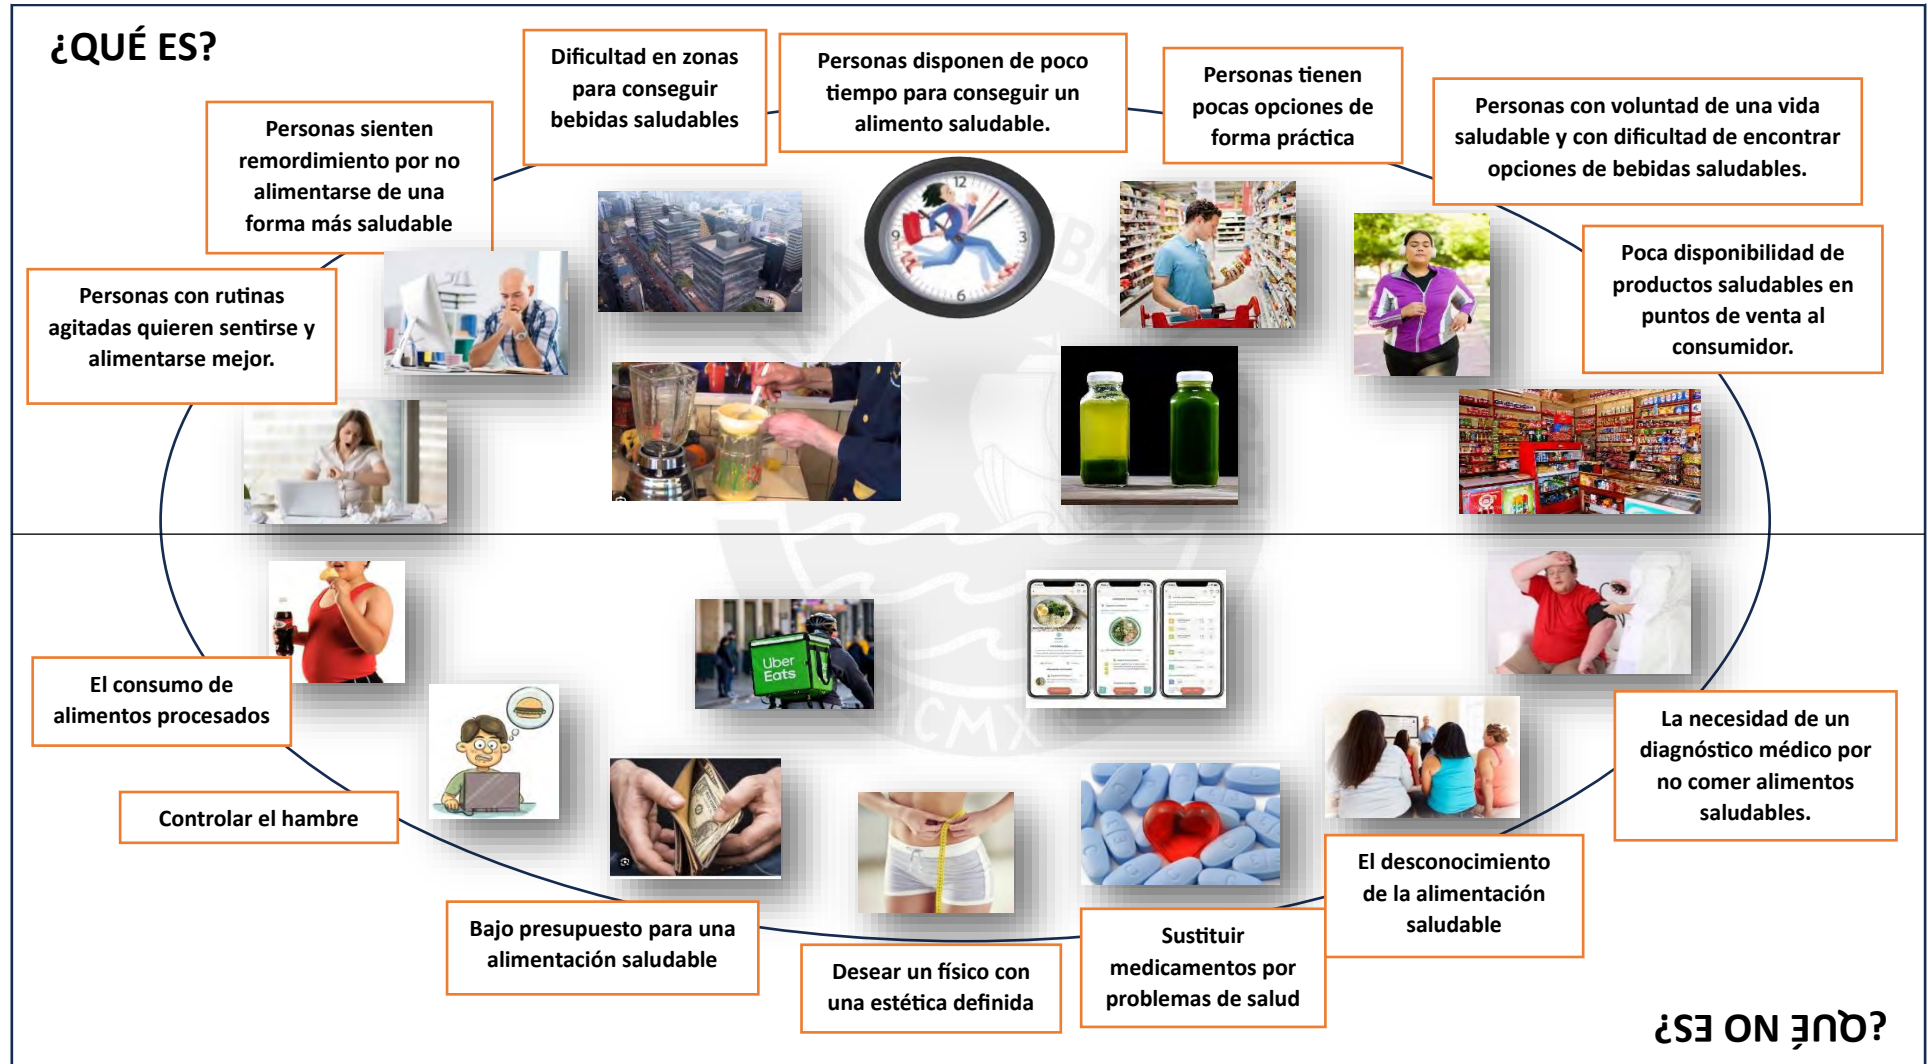 ¿QUÉ ES?
Dificultad en zonas
para conseguir
bebidas saludables
Personas disponen de poco
tiempo para conseguir un
alimento saludable.
Personas tienen
pocas opciones de
forma práctica
Personas con voluntad de una vida
saludable y con dificultad de encontrar
opciones de bebidas saludables.
Personas sienten
remordimiento por no
alimentarse de una
forma más saludable
Poca disponibilidad de
productos saludables en
puntos de venta al
consumidor.
Personas con rutinas
agitadas quieren sentirse y
alimentarse mejor.
12
3
6
9
Uber
Eats
El consumo de
alimentos procesados
La necesidad de un
diagnóstico médico por
no comer alimentos
saludables.
Controlar el hambre
El desconocimiento
de la alimentación
saludable
Bajo presupuesto para una
alimentación saludable
Desear un físico con
una estética definida
Sustituir
medicamentos por
problemas de salud
¿QUÉ NO ES?